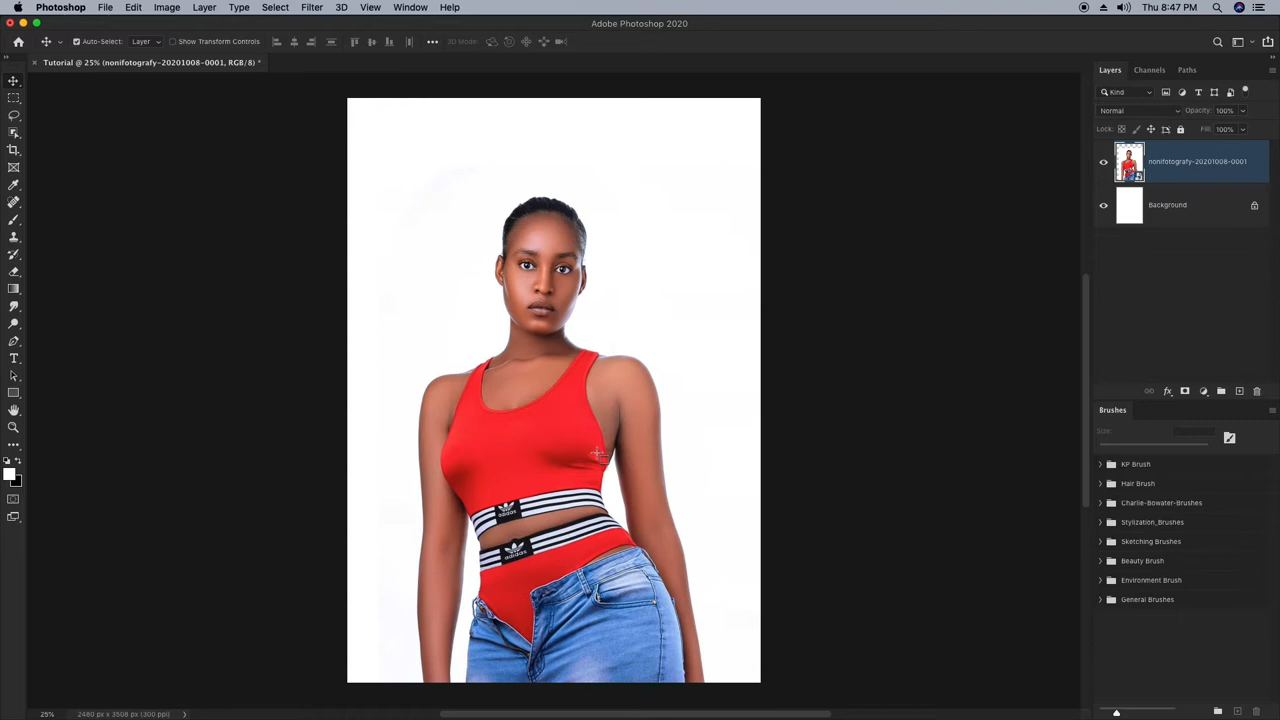 Photoshop File Edit Image Layer Type Select Filter 3D View Window Help Thu 8:47 PM
Adobe Photoshop 2020
Auto-Select: Layer Show Transform Controls 3D Mode:
Tutorial @ 25% (nonifotografy-20201008-0001, RGB/8) *
Layers Channels Paths
Kind
Normal Opacity: 100%
Lock: Fill: 100%
nonifotografy-20201008-0001
Background
Brushes
Size:
KP Brush
Hair Brush
Charlie-Bowater-Brushes
Stylization_Brushes
Sketching Brushes
Beauty Brush
Environment Brush
General Brushes
adidas
adidas
25% 2480 px x 3508 px (300 ppi)